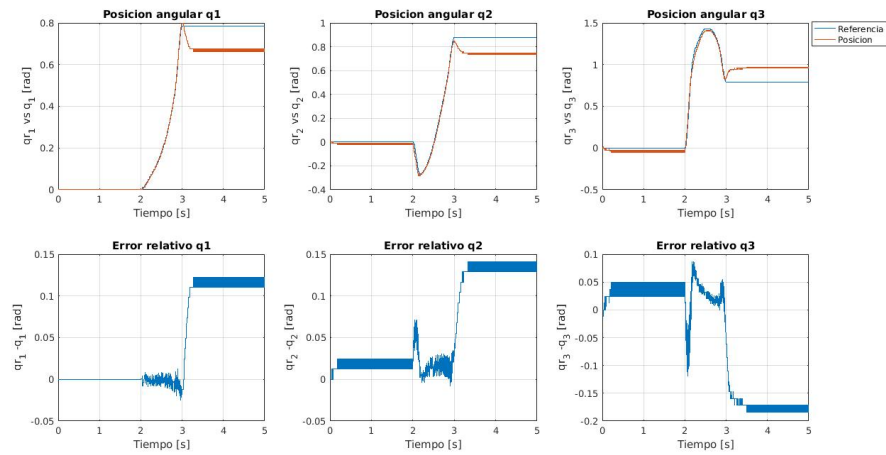 Posicion angular q1
Posicion angular q2
Posicion angular q3
0.8
0.6
0.4
0.2
0
qr1 vs q1 [rad]
0 1 2 3 4 5
Tiempo [s]
1
0.8
0.6
0.4
0.2
0
-0.2
-0.4
qr2 vs q2 [rad]
0 1 2 3 4 5
Tiempo [s]
1.5
1
0.5
0
-0.5
qr3 vs q3 [rad]
0 1 2 3 4 5
Tiempo [s]
Referencia
Posicion
Error relativo q1
Error relativo q2
Error relativo q3
0.15
0.1
0.05
0
-0.05
qr1 -q1 [rad]
0 1 2 3 4 5
Tiempo [s]
0.15
0.1
0.05
0
0.05
qr2 -q2 [rad]
0 1 2 3 4 5
Tiempo [s]
0.1
0.05
0
-0.05
-0.1
-0.15
-0.2
qr3 -q3 [rad]
0 1 2 3 4 5
Tiempo [s]